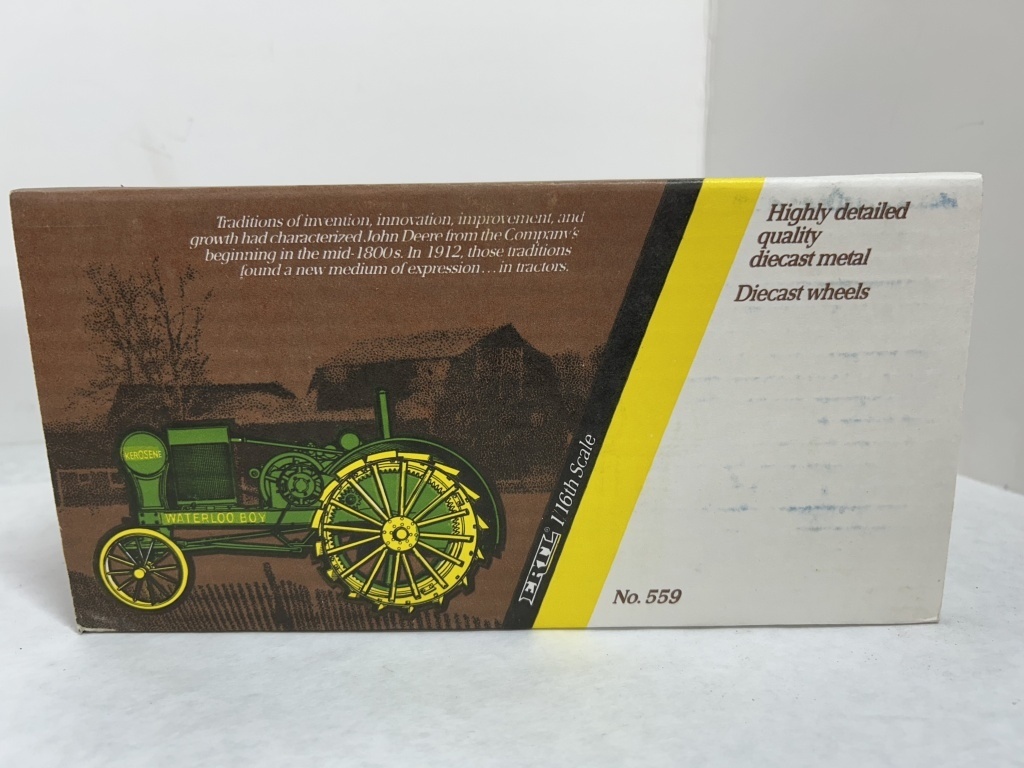 Traditions of invention, innovation, improvement, and
growth had characterized John Deere from the Company's
beginning in the mid-1800s. In 1912, those traditions
found a new medium of expression... in tractors.
Highly detailed
quality
diecast metal
Diecast wheels
KEROSENE
WATERLOO BOY
ERTL® 1/16th Scale
No. 559